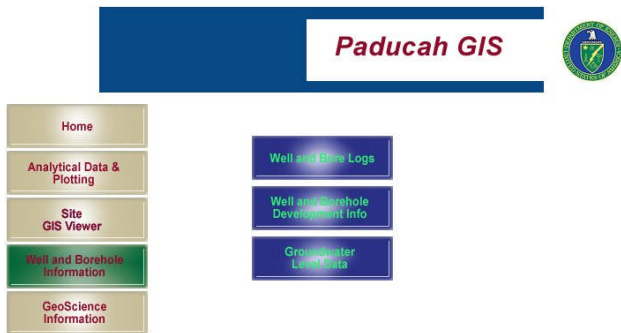 Paducah GIS
Home
Analytical Data &
Plotting
Site
GIS Viewer
Well and Borehole
Information
GeoScience
Information
Well and Bore Logs
Well and Borehole
Development Info
Groundwater
Level Data